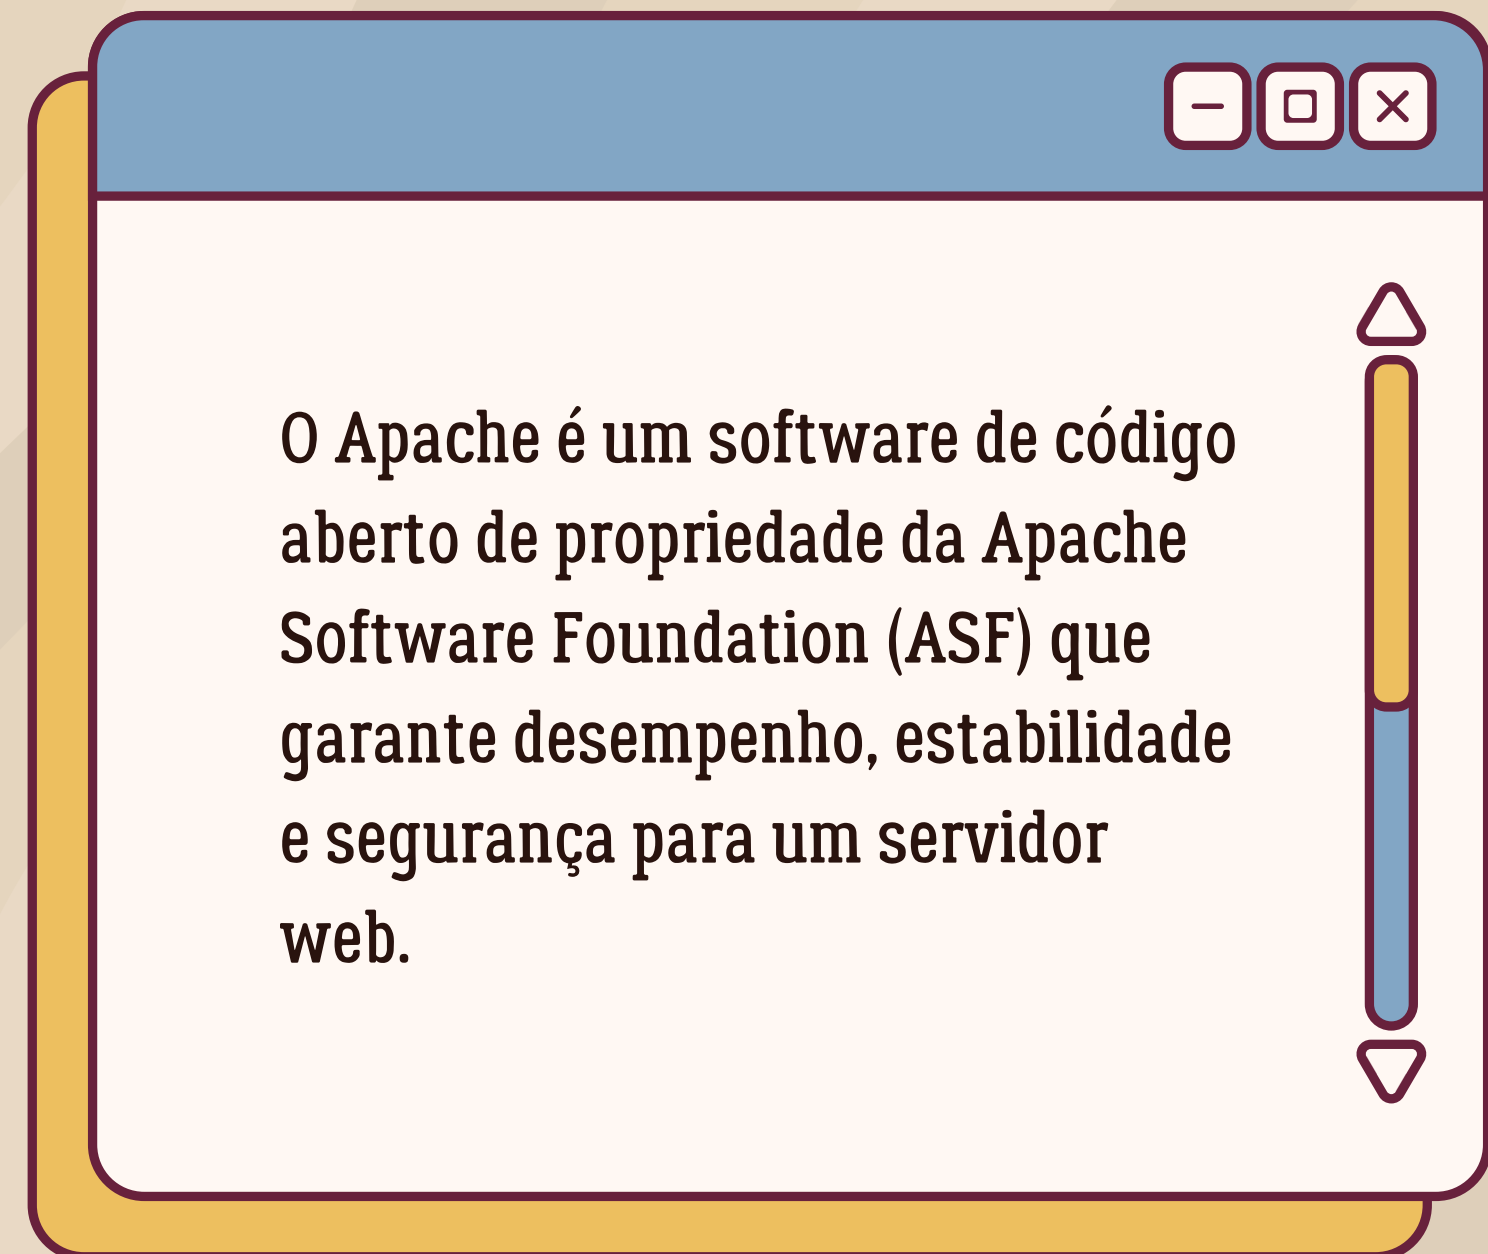 O Apache é um software de código
aberto de propriedade da Apache
Software Foundation (ASF) que
garante desempenho, estabilidade
e segurança para um servidor
web.